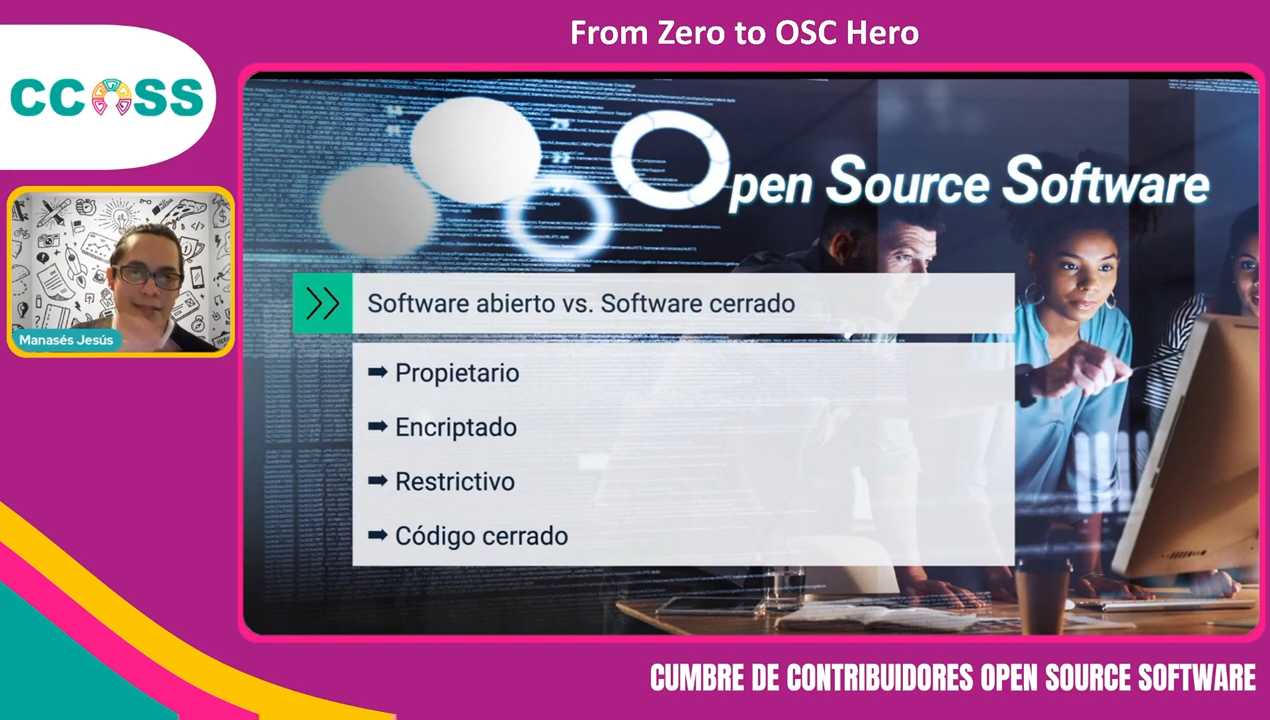 From Zero to OSC Hero
CCOSS
Open Source Software
Software abierto vs. Software cerrado
Manasés Jesús
➡ Propietario
➡ Encriptado
➡ Restrictivo
➡ Código cerrado
CUMBRE DE CONTRIBUIDORES OPEN SOURCE SOFTWARE